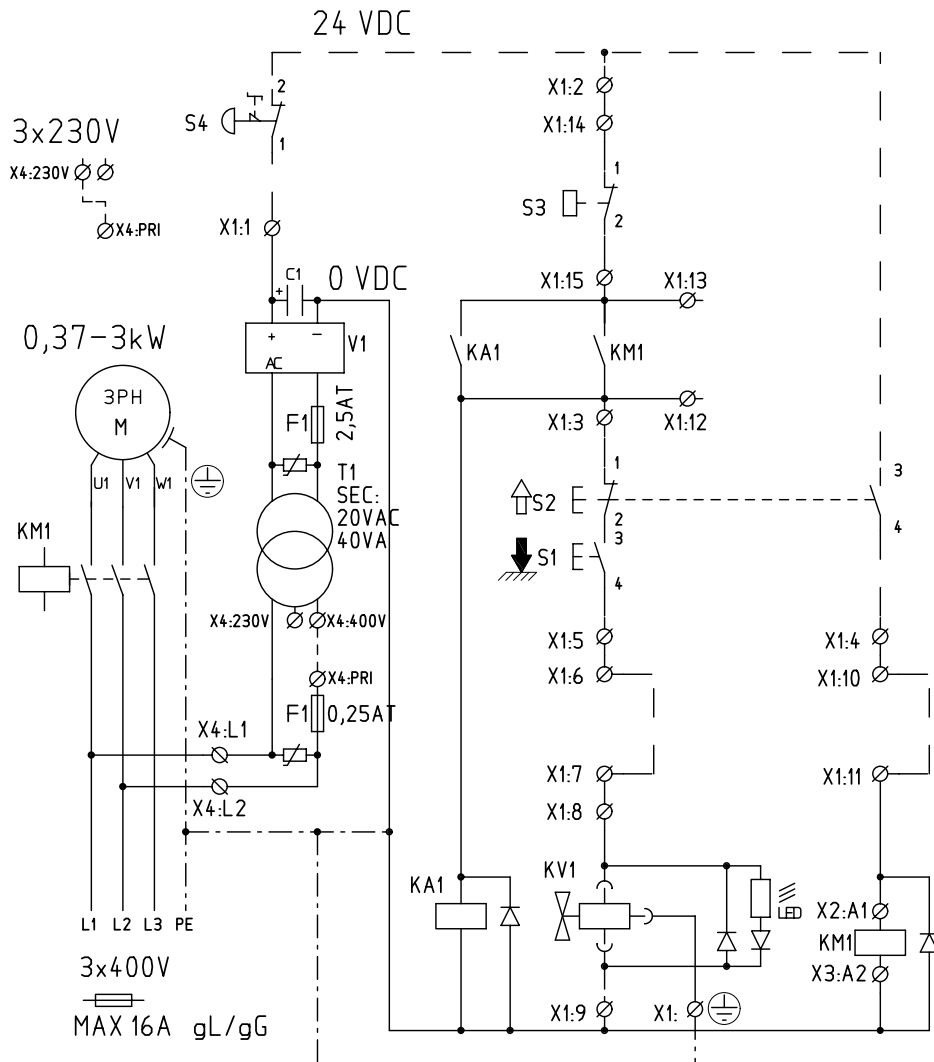 24 VDC
2
S4
1
3x230V
X4:230V
X4:PRI
X1:1
X1:2
X1:14
1
S3
2
X1:15
X1:13
C1
+
0 VDC
+
−
AC
V1
KA1
KM1
0,37-3kW
3PH
M
F1
2,5AT
X1:3
X1:12
U1
V1
W1
T1
SEC:
20VAC
40VA
1
S2
2
3
4
KM1
3
S1
4
X4:230V
X4:400V
X1:5
X1:4
X1:6
X1:10
X4:PRI
F1
0,25AT
X4:L1
X4:L2
X1:7
X1:11
X1:8
KA1
KV1
LED
X2:A1
KM1
X3:A2
L1
L2
L3
PE
3x400V
MAX 16A gL/gG
X1:9
X1: